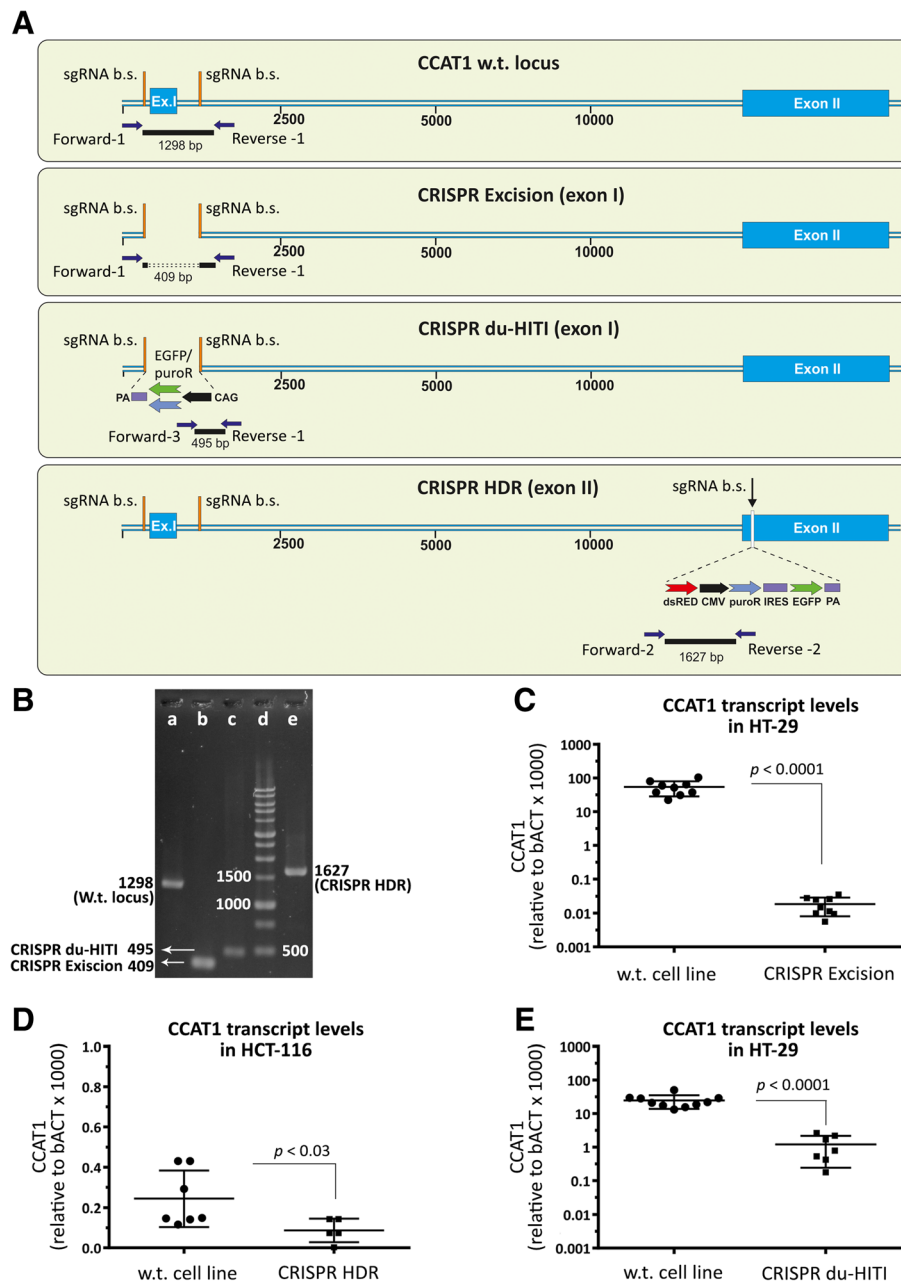 A
CCAT1 w.t. locus
sgRNA b.s.
sgRNA b.s.
Ex.I
Exon II
2500
5000
10000
Forward-1
Reverse -1
1298 bp
CRISPR Excision (exon I)
sgRNA b.s.
sgRNA b.s.
Exon II
2500
5000
10000
Forward-1
Reverse -1
409 bp
CRISPR du-HITI (exon I)
sgRNA b.s.
sgRNA b.s.
EGFP/
puroR
Exon II
2500
5000
10000
PA
CAG
Forward-3
Reverse -1
495 bp
CRISPR HDR (exon II)
sgRNA b.s.
sgRNA b.s.
sgRNA b.s.
Ex.I
Exon II
2500
5000
10000
dsRED CMV puroR IRES EGFP PA
Forward-2
Reverse -2
1627 bp
B
a b c d e
1298
(W.t. locus)
1500
1000
500
1627
(CRISPR HDR)
CRISPR du-HITI 495
CRISPR Exiscion 409
C
CCAT1 transcript levels
in HT-29
CCAT1
(relative to bACT x 1000)
1000
100
10
1
0.1
0.01
0.001
p < 0.0001
w.t. cell line
CRISPR Excision
D
CCAT1 transcript levels
in HCT-116
CCAT1
(relative to bACT x 1000)
1.0
0.8
0.6
0.4
0.2
0.0
p < 0.03
w.t. cell line
CRISPR HDR
E
CCAT1 transcript levels
in HT-29
CCAT1
(relative to bACT x 1000)
1000
100
10
1
0.1
0.01
0.001
p < 0.0001
w.t. cell line
CRISPR du-HITI